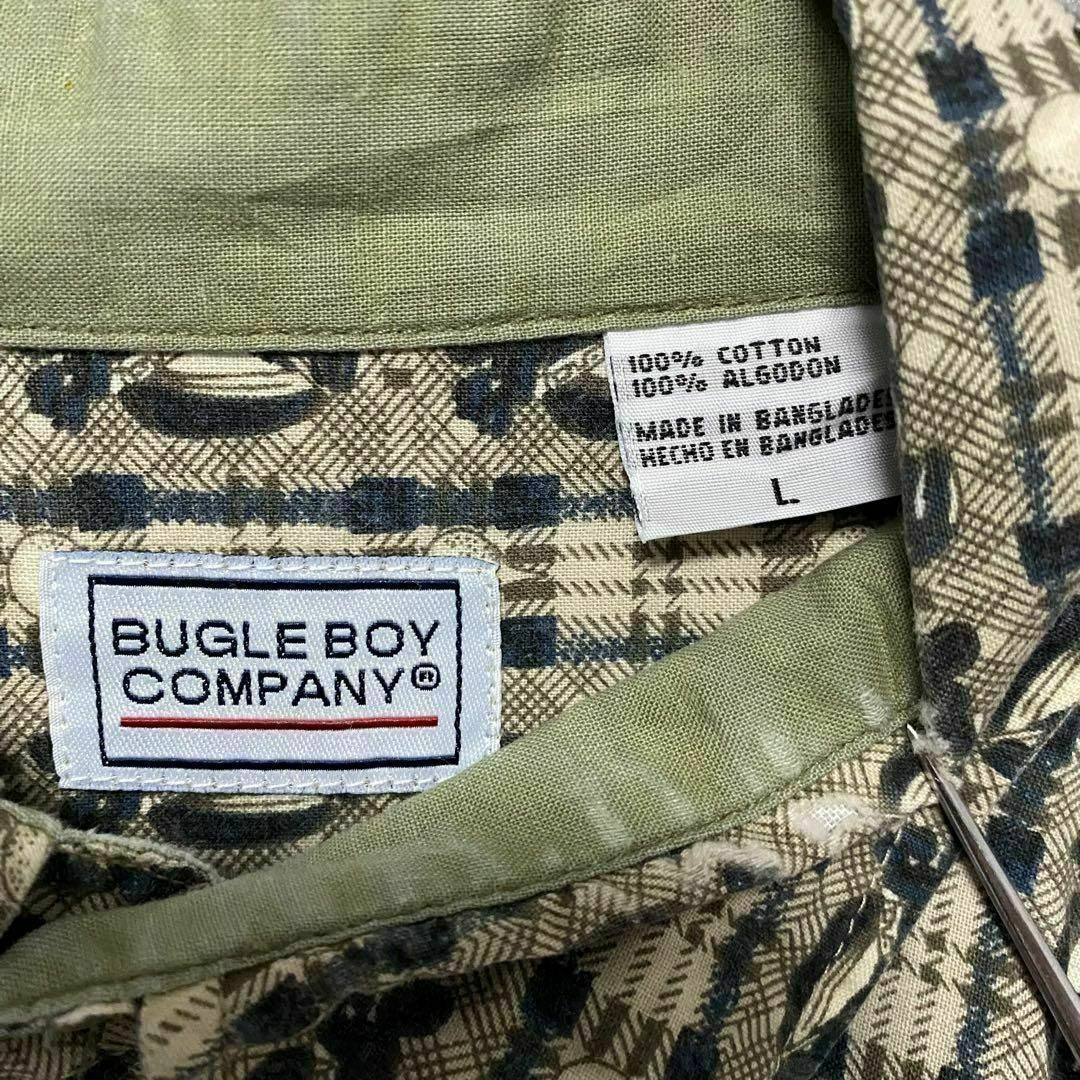 100% COTTON
100% ALGODON
MADE IN BANGLADES
HECHO EN BANGLADES
L
BUGLE BOY
COMPANY®